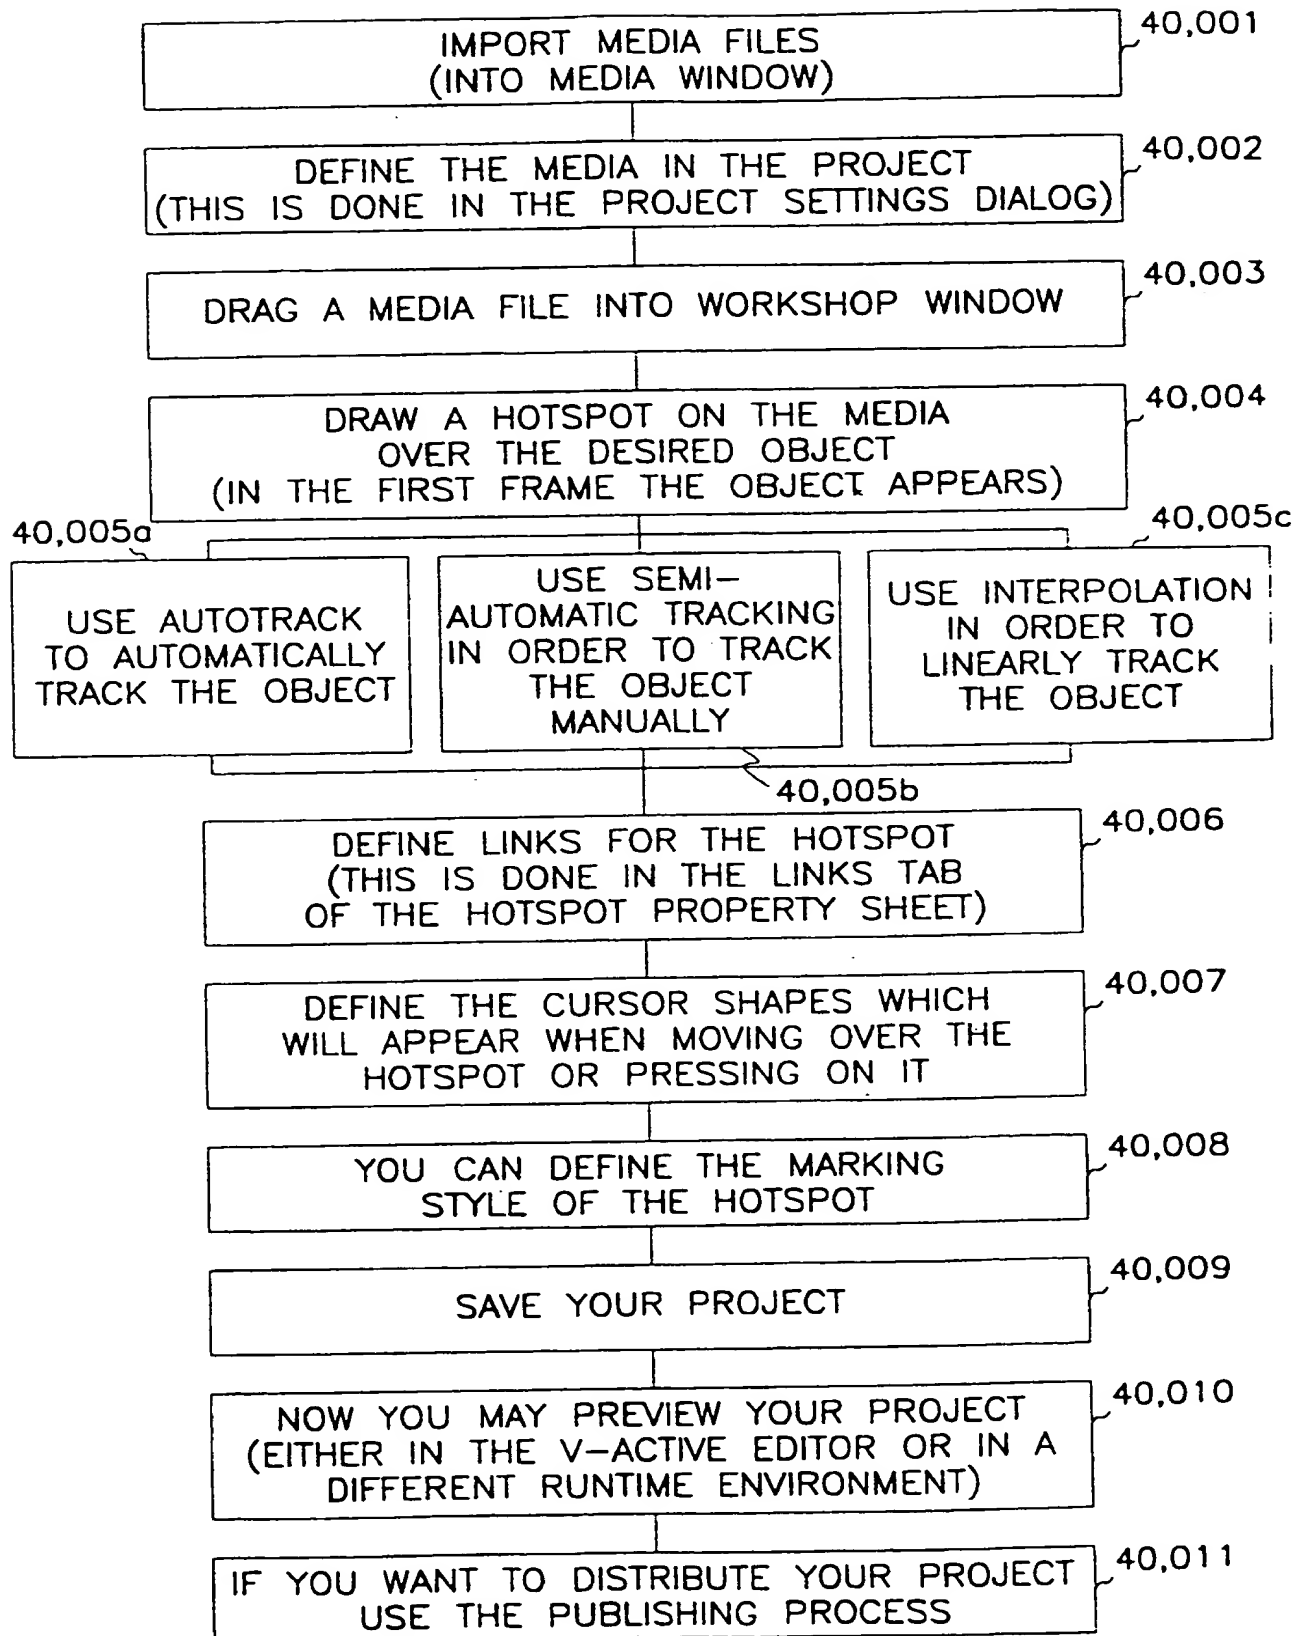 IMPORT MEDIA FILES
(INTO MEDIA WINDOW)
40,001
DEFINE THE MEDIA IN THE PROJECT
(THIS IS DONE IN THE PROJECT SETTINGS DIALOG)
40,002
DRAG A MEDIA FILE INTO WORKSHOP WINDOW
40,003
DRAW A HOTSPOT ON THE MEDIA
OVER THE DESIRED OBJECT
(IN THE FIRST FRAME THE OBJECT APPEARS)
40,004
40,005a
USE AUTOTRACK
TO AUTOMATICALLY
TRACK THE OBJECT
USE SEMI-
AUTOMATIC TRACKING
IN ORDER TO TRACK
THE OBJECT
MANUALLY
40,005b
40,005c
USE INTERPOLATION
IN ORDER TO
LINEARLY TRACK
THE OBJECT
DEFINE LINKS FOR THE HOTSPOT
(THIS IS DONE IN THE LINKS TAB
OF THE HOTSPOT PROPERTY SHEET)
40,006
DEFINE THE CURSOR SHAPES WHICH
WILL APPEAR WHEN MOVING OVER THE
HOTSPOT OR PRESSING ON IT
40,007
YOU CAN DEFINE THE MARKING
STYLE OF THE HOTSPOT
40,008
SAVE YOUR PROJECT
40,009
NOW YOU MAY PREVIEW YOUR PROJECT
(EITHER IN THE V-ACTIVE EDITOR OR IN A
DIFFERENT RUNTIME ENVIRONMENT)
40,010
IF YOU WANT TO DISTRIBUTE YOUR PROJECT
USE THE PUBLISHING PROCESS
40,011